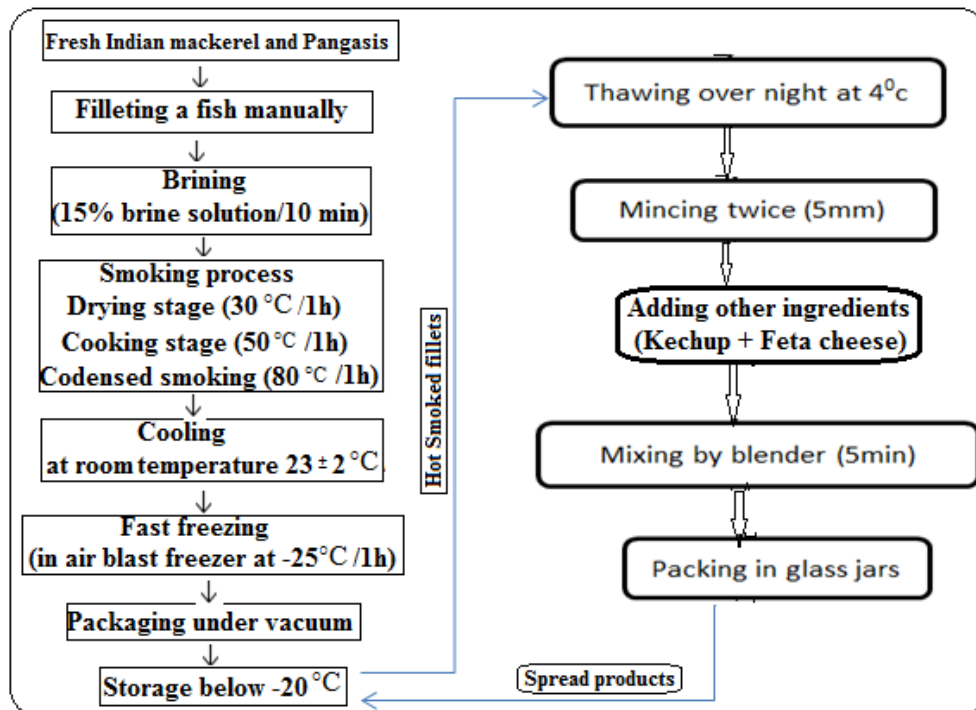 Fresh Indian mackerel and Pangasis
Filleting a fish manually
Brining
(15% brine solution/10 min)
Smoking process
Drying stage (30 °C /1h)
Cooking stage (50°C /1h)
Codensed smoking (80 °C /1h)
Cooling
at room temperature 23 ± 2 °C.
Fast freezing
(in air blast freezer at -25°C /1h)
Packaging under vacuum
Storage below -20 °C
Hot Smoked fillets
Thawing over night at 4⁰c
Mincing twice (5mm)
Adding other ingredients
(Kechup + Feta cheese)
Mixing by blender (5min)
Packing in glass jars
Spread products